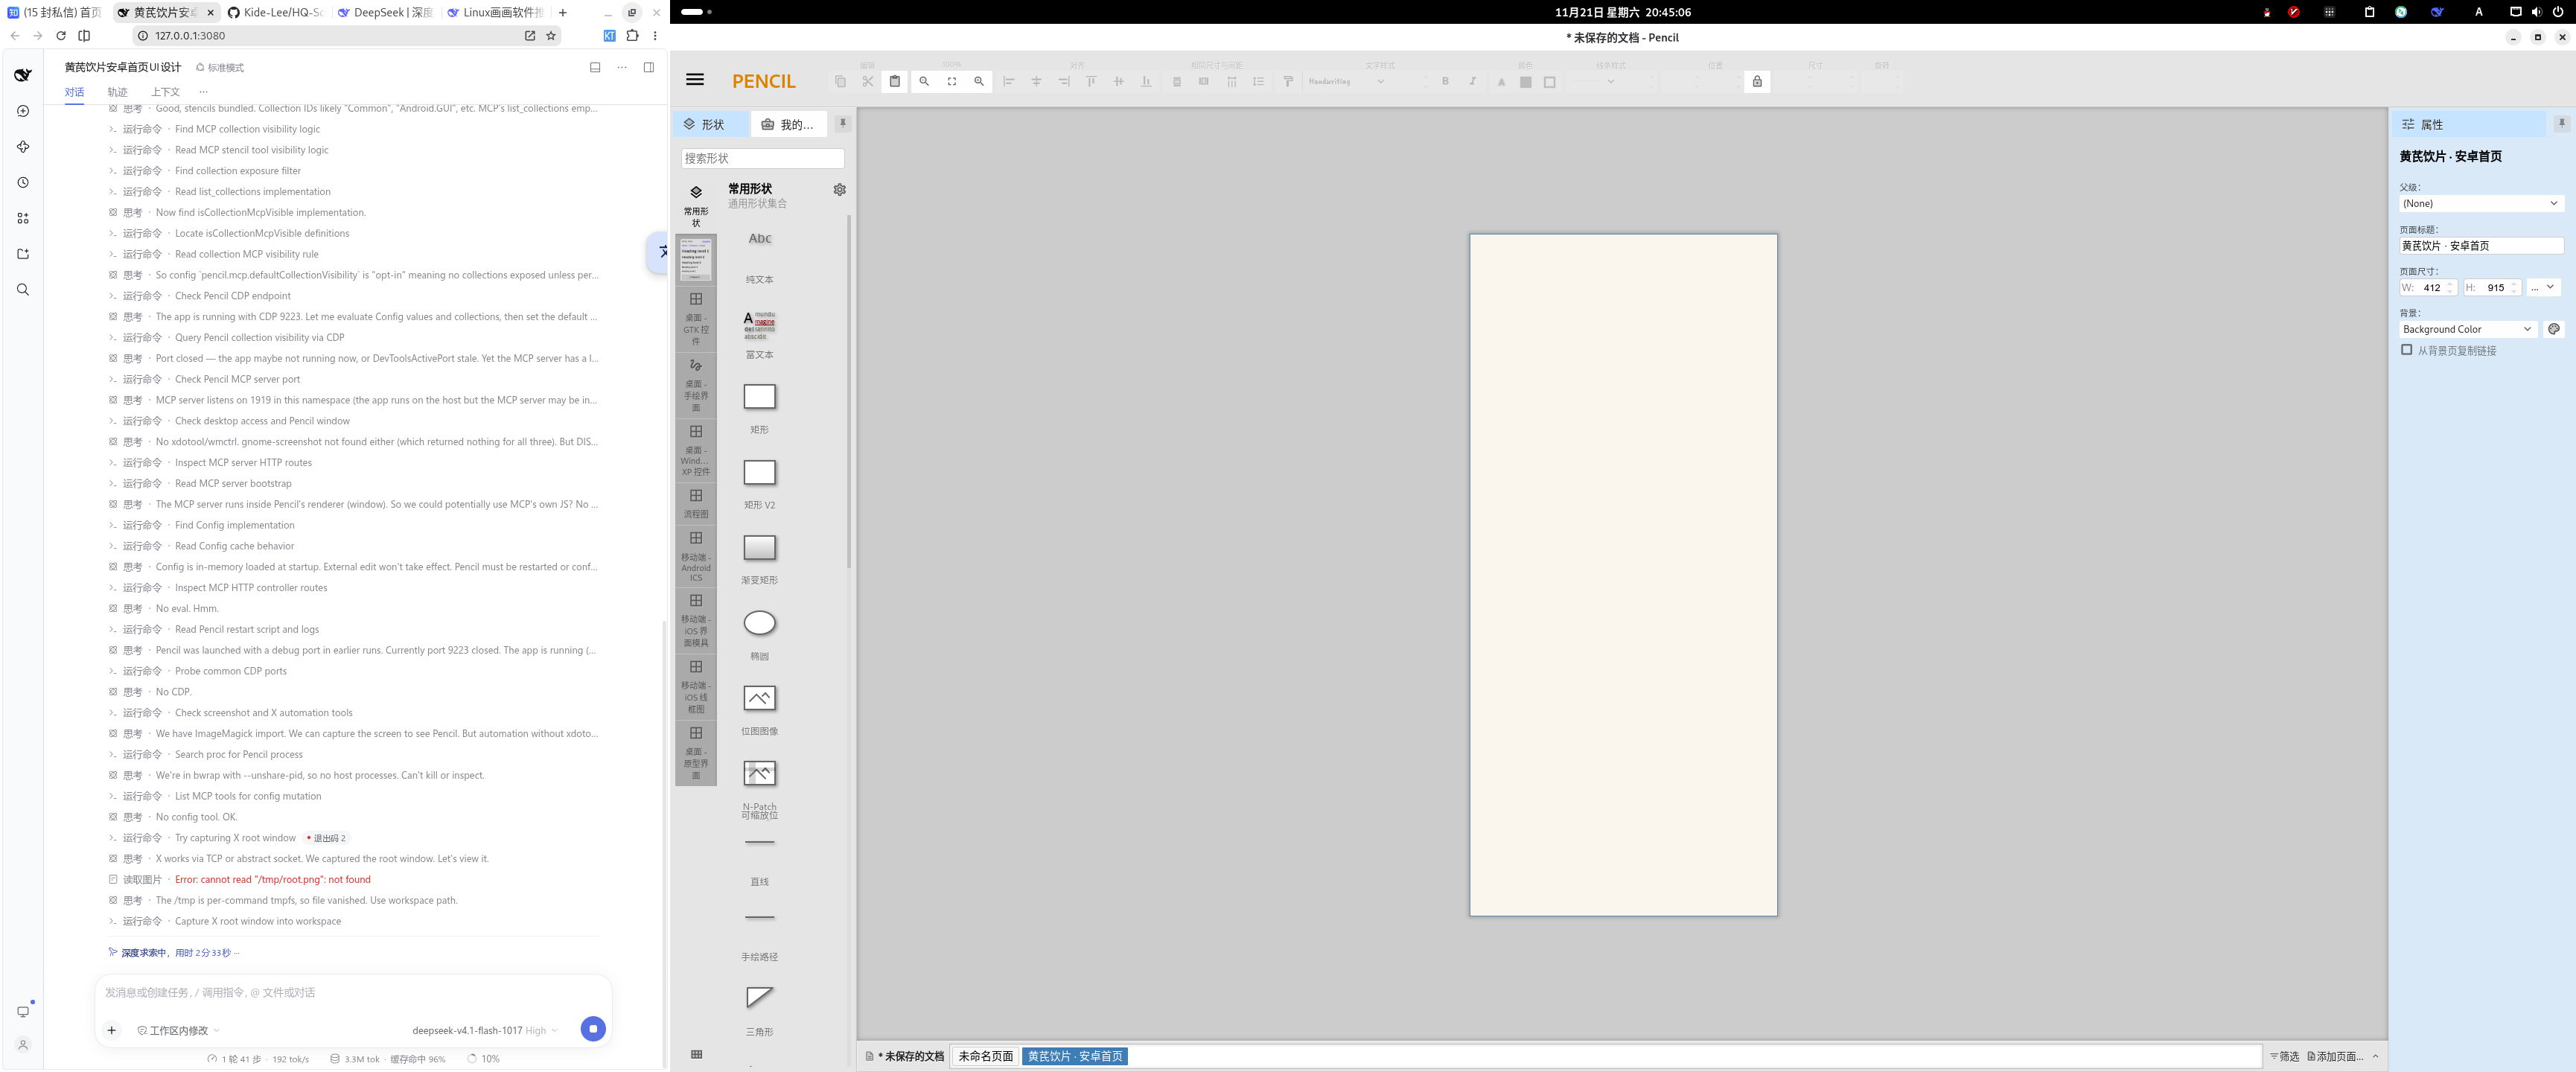 (15 封私信) 首页
黄芪饮片安卓
Kide-Lee/HQ-Sc
DeepSeek | 深度
Linux画画软件推
127.0.0.1:3080
黄芪饮片安卓首页UI设计
标准模式
对话
轨迹
上下文
思考 · Good, stencils bundled. Collection IDs likely "Common", "Android.GUI", etc. MCP's list_collections emp...
运行命令 · Find MCP collection visibility logic
运行命令 · Read MCP stencil tool visibility logic
运行命令 · Find collection exposure filter
运行命令 · Read list_collections implementation
思考 · Now find isCollectionMcpVisible implementation.
运行命令 · Locate isCollectionMcpVisible definitions
运行命令 · Read collection MCP visibility rule
思考 · So config `pencil.mcp.defaultCollectionVisibility` is "opt-in" meaning no collections exposed unless per...
运行命令 · Check Pencil CDP endpoint
思考 · The app is running with CDP 9223. Let me evaluate Config values and collections, then set the default ...
运行命令 · Query Pencil collection visibility via CDP
思考 · Port closed — the app maybe not running now, or DevToolsActivePort stale. Yet the MCP server has a l...
运行命令 · Check Pencil MCP server port
思考 · MCP server listens on 1919 in this namespace (the app runs on the host but the MCP server may be in...
运行命令 · Check desktop access and Pencil window
思考 · No xdotool/wmctrl. gnome-screenshot not found either (which returned nothing for all three). But DIS...
运行命令 · Inspect MCP server HTTP routes
运行命令 · Read MCP server bootstrap
思考 · The MCP server runs inside Pencil's renderer (window). So we could potentially use MCP's own JS? No ...
运行命令 · Find Config implementation
运行命令 · Read Config cache behavior
思考 · Config is in-memory loaded at startup. External edit won't take effect. Pencil must be restarted or conf...
运行命令 · Inspect MCP HTTP controller routes
思考 · No eval. Hmm.
运行命令 · Read Pencil restart script and logs
思考 · Pencil was launched with a debug port in earlier runs. Currently port 9223 closed. The app is running (...
运行命令 · Probe common CDP ports
思考 · No CDP.
运行命令 · Check screenshot and X automation tools
思考 · We have ImageMagick import. We can capture the screen to see Pencil. But automation without xdoto...
运行命令 · Search proc for Pencil process
思考 · We're in bwrap with --unshare-pid, so no host processes. Can't kill or inspect.
运行命令 · List MCP tools for config mutation
思考 · No config tool. OK.
运行命令 · Try capturing X root window 退出码 2
思考 · X works via TCP or abstract socket. We captured the root window. Let's view it.
读取图片 · Error: cannot read "/tmp/root.png": not found
思考 · The /tmp is per-command tmpfs, so file vanished. Use workspace path.
运行命令 · Capture X root window into workspace
深度求索中，用时 2分33秒 ···
发消息或创建任务, / 调用指令, @ 文件或对话
工作区内修改
deepseek-v4.1-flash-1017 High
1 轮 41 步 · 192 tok/s
3.3M tok · 缓存命中 96%
10%
11月21日 星期六 20:45:06
A
* 未保存的文档 - Pencil
PENCIL
编辑
100%
对齐
相同尺寸与间距
文字样式
颜色
线条样式
位置
尺寸
旋转
Handwriting
B
I
A
形状
我的...
搜索形状
常用形状
通用形状集合
常用形
状
桌面 -
GTK 控
件
桌面 -
手绘界
面
桌面 -
Wind...
XP 控件
流程图
移动端 -
Android
ICS
移动端 -
iOS 界
面模具
移动端 -
iOS 线
框图
桌面 -
原型界
面
Abc
纯文本
富文本
矩形
矩形 V2
渐变矩形
椭圆
位图图像
N-Patch
可缩放位
直线
手绘路径
三角形
* 未保存的文档
未命名页面
黄芪饮片 · 安卓首页
筛选
添加页面...
属性
黄芪饮片 · 安卓首页
父级:
(None)
页面标题:
黄芪饮片 · 安卓首页
页面尺寸:
W: 412
H: 915
...
背景:
Background Color
从背景页复制链接